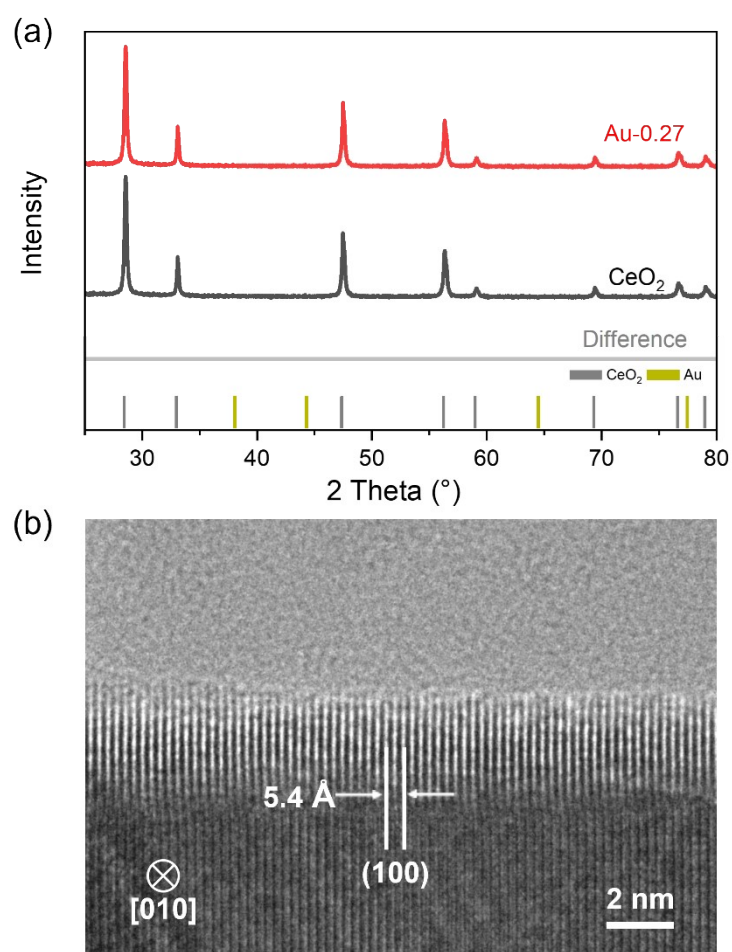 (a)
Intensity
Au-0.27
CeO₂
Difference
CeO₂ Au
30 40 50 60 70 80
2 Theta (°)
(b)
5.4 Å
(100)
[010]
2 nm